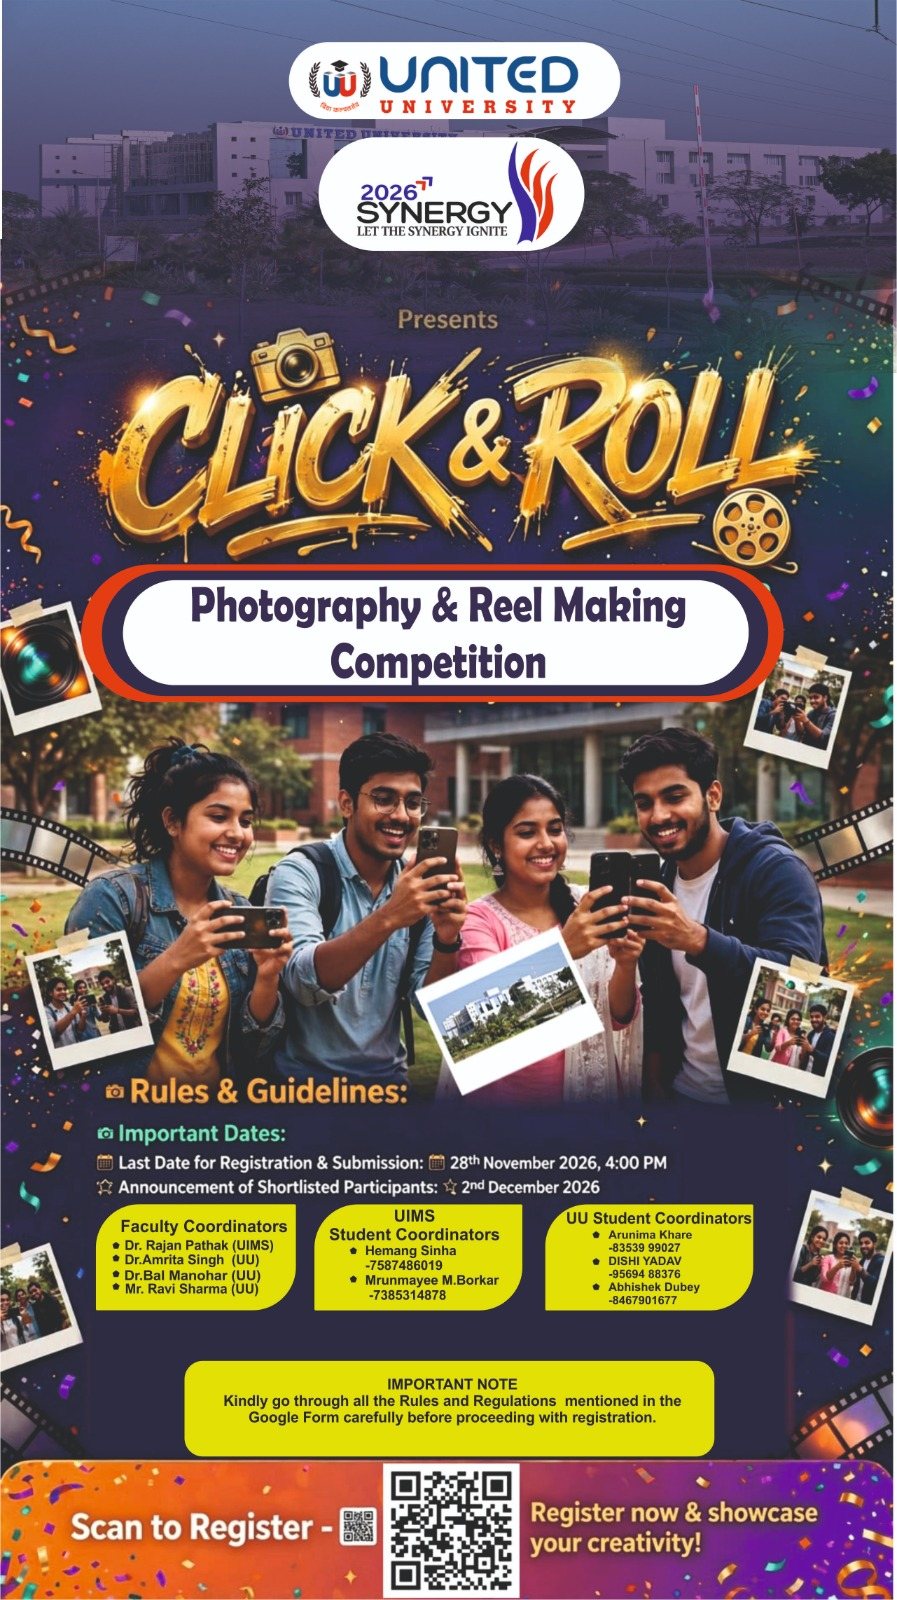 UNITED
UNIVERSITY
UNITED UNIVERSITY
2026
SYNERGY
LET THE SYNERGY IGNITE
Presents
CLICK & ROLL
Photography & Reel Making
Competition
Rules & Guidelines:
Important Dates:
Last Date for Registration & Submission: 28th November 2026, 4:00 PM
Announcement of Shortlisted Participants: 2nd December 2026
Faculty Coordinators
Dr. Rajan Pathak (UIMS)
Dr.Amrita Singh (UU)
Dr.Bal Manohar (UU)
Mr. Ravi Sharma (UU)
UIMS
Student Coordinators
Hemang Sinha
-7587486019
Mrunmayee M.Borkar
-7385314878
UU Student Coordinators
Arunima Khare
-83539 99027
DISHI YADAV
-95694 88376
Abhishek Dubey
-8467901677
IMPORTANT NOTE
Kindly go through all the Rules and Regulations mentioned in the
Google Form carefully before proceeding with registration.
Scan to Register -
Register now & showcase
your creativity!